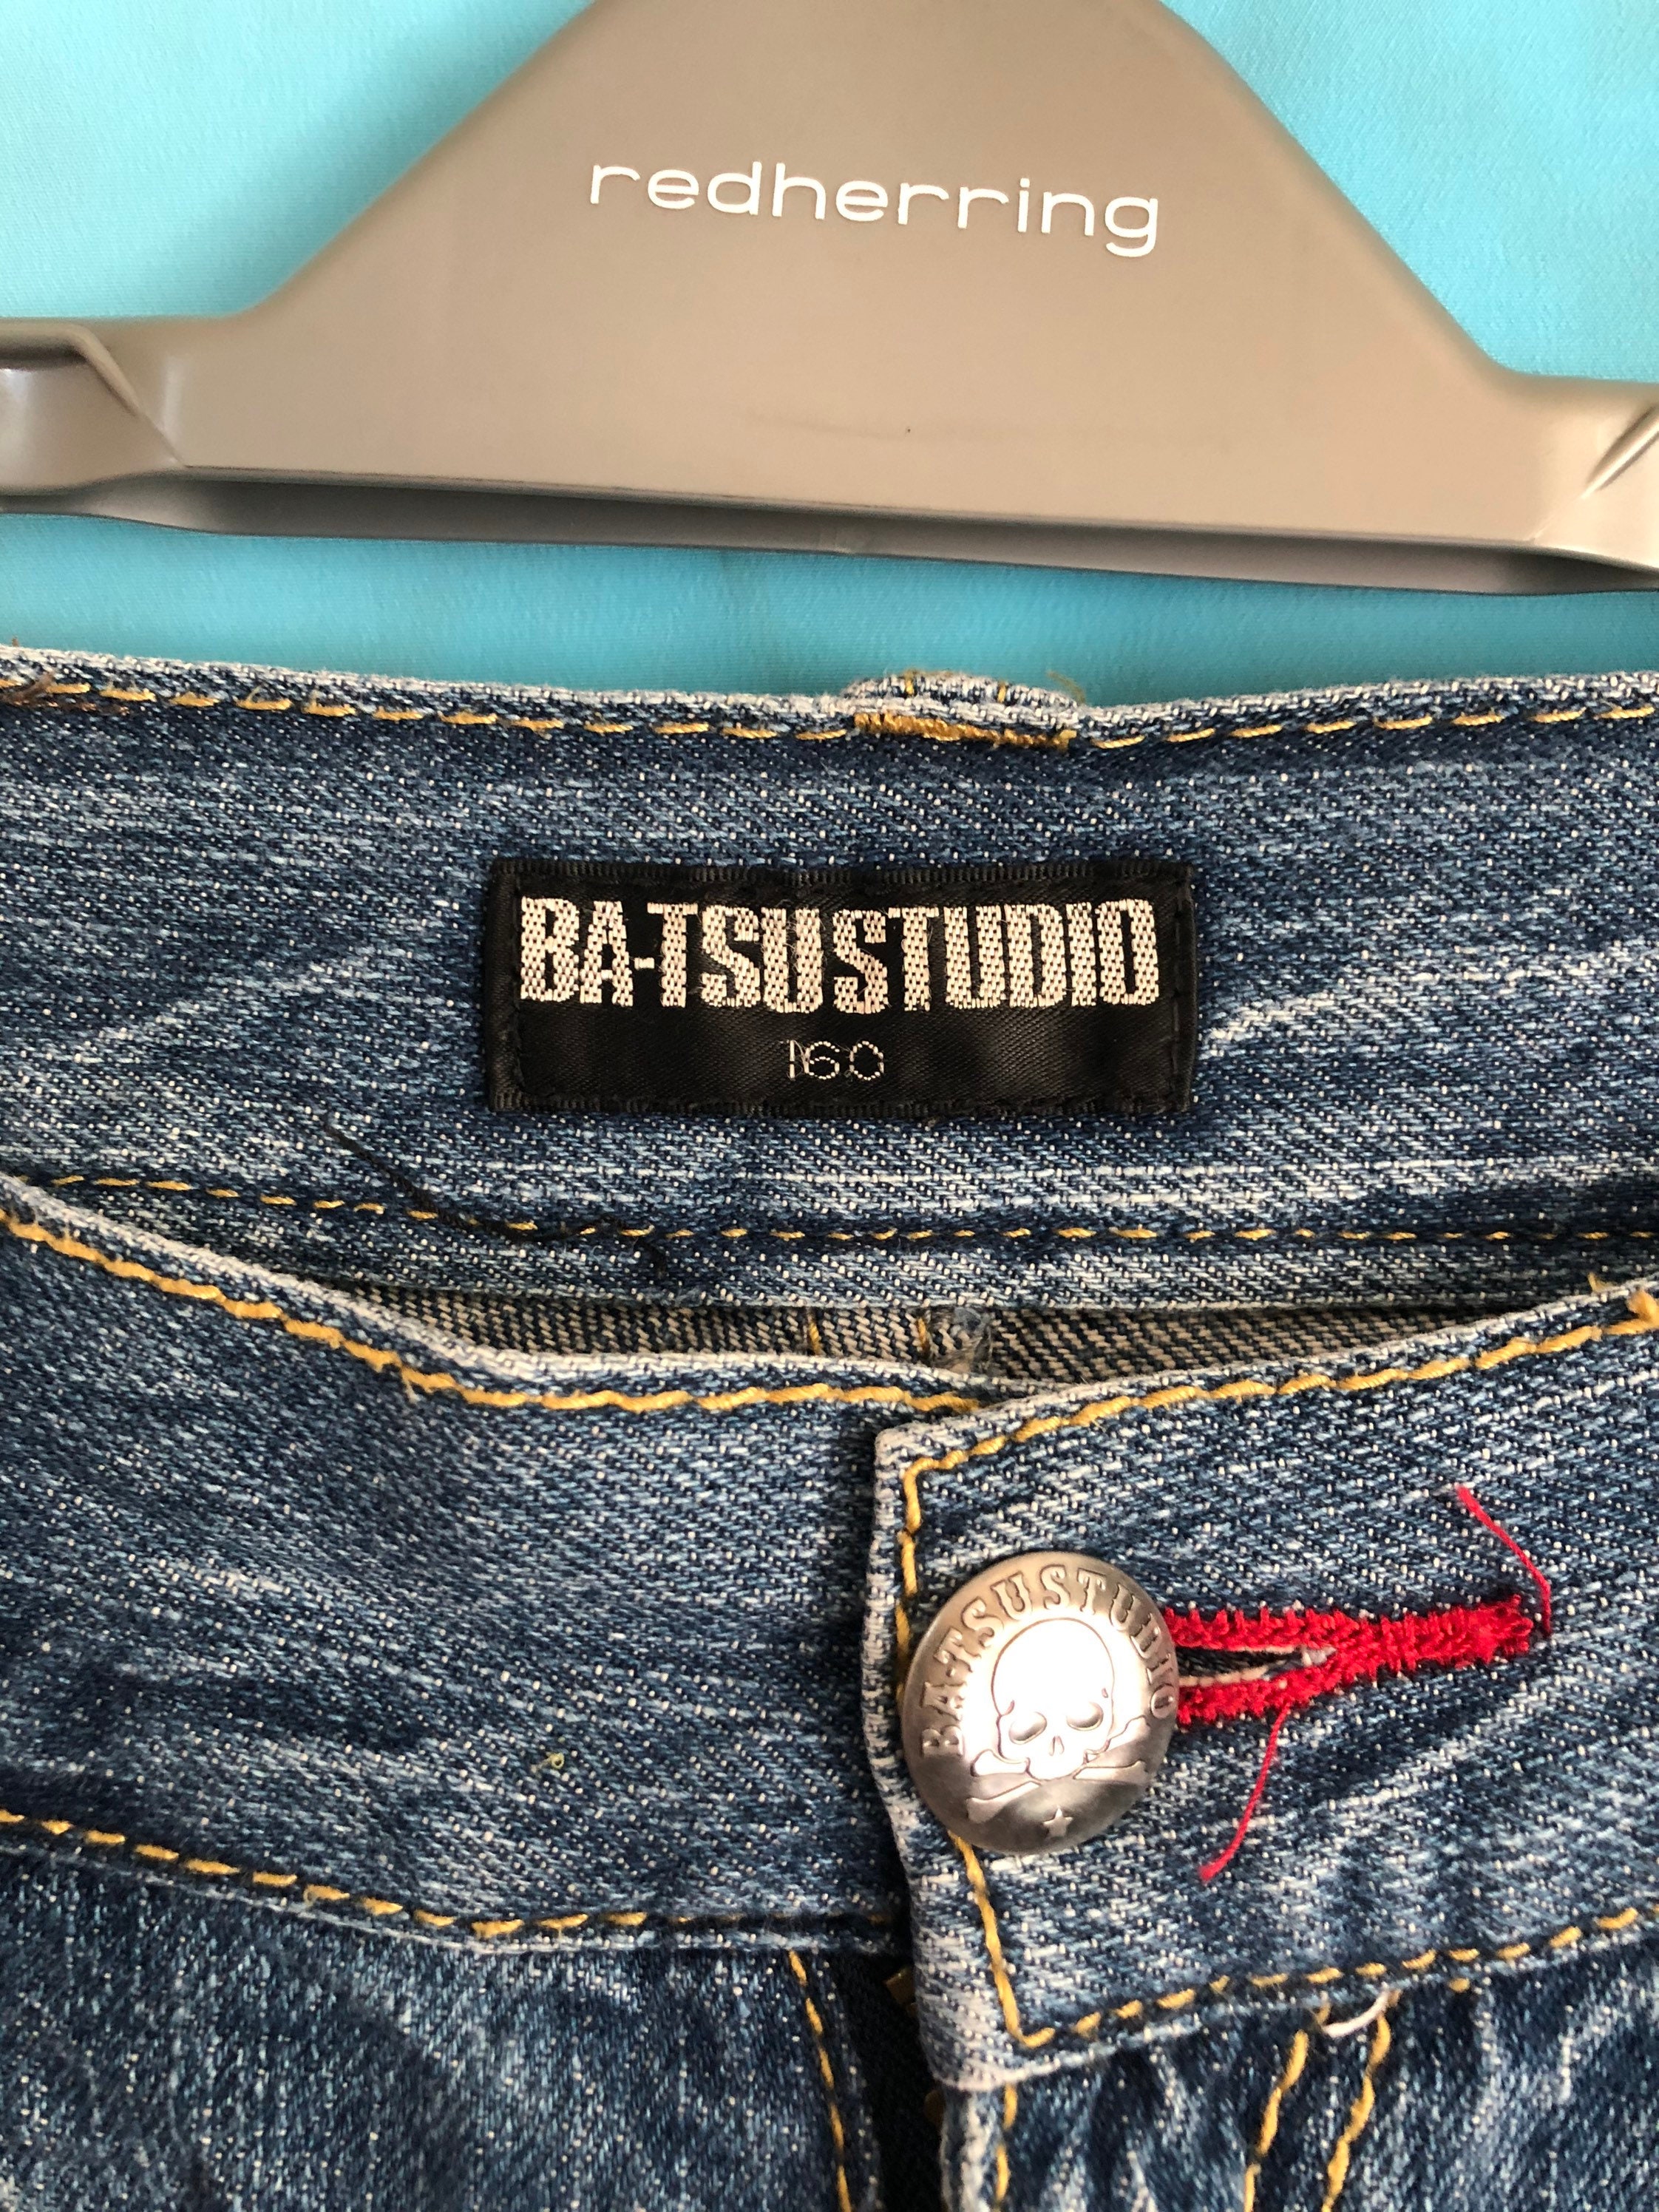 redherring
BA-TSU STUDIO
160
BA-TSU STUDIO